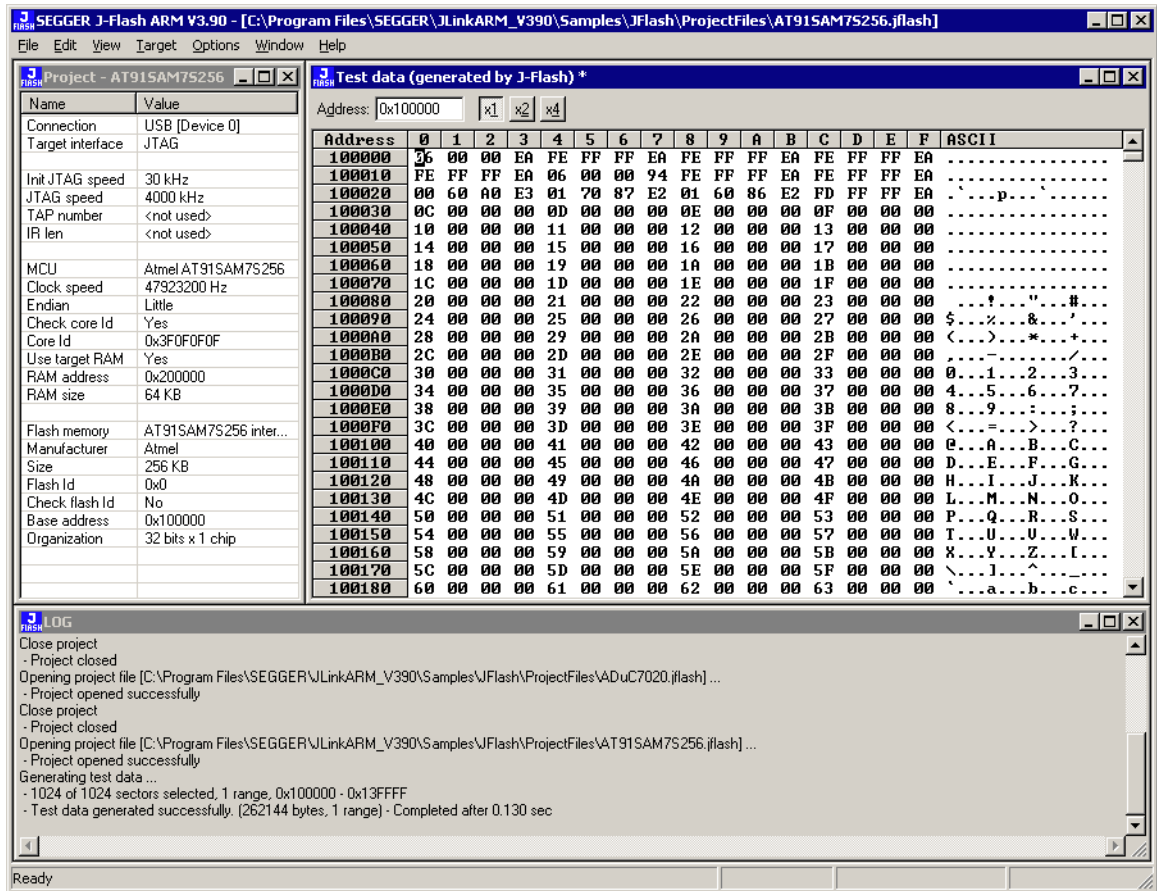 SEGGER J-Flash ARM V3.90 - [C:\Program Files\SEGGER\JLinkARM_V390\Samples\JFlash\ProjectFiles\AT91SAM7S256.jflash]
File Edit View Target Options Window Help
Project - AT91SAM7S256
Name Value
Connection USB [Device 0]
Target interface JTAG
Init JTAG speed 30 kHz
JTAG speed 4000 kHz
TAP number <not used>
IR len <not used>
MCU Atmel AT91SAM7S256
Clock speed 47923200 Hz
Endian Little
Check core Id Yes
Core Id 0x3F0F0F0F
Use target RAM Yes
RAM address 0x200000
RAM size 64 KB
Flash memory AT91SAM7S256 inter...
Manufacturer Atmel
Size 256 KB
Flash Id 0x0
Check flash Id No
Base address 0x100000
Organization 32 bits x 1 chip
Test data (generated by J-Flash) *
Address: 0x100000 x1 x2 x4
Address 0 1 2 3 4 5 6 7 8 9 A B C D E F ASCII
100000 06 00 00 EA FE FF FF EA FE FF FF EA FE FF FF EA ................
100010 FE FF FF EA 06 00 00 94 FE FF FF EA FE FF FF EA ................
100020 00 60 A0 E3 01 70 87 E2 01 60 86 E2 FD FF FF EA .`...p...`......
100030 0C 00 00 00 0D 00 00 00 0E 00 00 00 0F 00 00 00 ................
100040 10 00 00 00 11 00 00 00 12 00 00 00 13 00 00 00 ................
100050 14 00 00 00 15 00 00 00 16 00 00 00 17 00 00 00 ................
100060 18 00 00 00 19 00 00 00 1A 00 00 00 1B 00 00 00 ................
100070 1C 00 00 00 1D 00 00 00 1E 00 00 00 1F 00 00 00 ................
100080 20 00 00 00 21 00 00 00 22 00 00 00 23 00 00 00  ...!..."...#...
100090 24 00 00 00 25 00 00 00 26 00 00 00 27 00 00 00 $...%...&...'...
1000A0 28 00 00 00 29 00 00 00 2A 00 00 00 2B 00 00 00 (...)...*...+...
1000B0 2C 00 00 00 2D 00 00 00 2E 00 00 00 2F 00 00 00 ,...-......./...
1000C0 30 00 00 00 31 00 00 00 32 00 00 00 33 00 00 00 0...1...2...3...
1000D0 34 00 00 00 35 00 00 00 36 00 00 00 37 00 00 00 4...5...6...7...
1000E0 38 00 00 00 39 00 00 00 3A 00 00 00 3B 00 00 00 8...9...:...;...
1000F0 3C 00 00 00 3D 00 00 00 3E 00 00 00 3F 00 00 00 <...=...>...?...
100100 40 00 00 00 41 00 00 00 42 00 00 00 43 00 00 00 @...A...B...C...
100110 44 00 00 00 45 00 00 00 46 00 00 00 47 00 00 00 D...E...F...G...
100120 48 00 00 00 49 00 00 00 4A 00 00 00 4B 00 00 00 H...I...J...K...
100130 4C 00 00 00 4D 00 00 00 4E 00 00 00 4F 00 00 00 L...M...N...O...
100140 50 00 00 00 51 00 00 00 52 00 00 00 53 00 00 00 P...Q...R...S...
100150 54 00 00 00 55 00 00 00 56 00 00 00 57 00 00 00 T...U...V...W...
100160 58 00 00 00 59 00 00 00 5A 00 00 00 5B 00 00 00 X...Y...Z...[...
100170 5C 00 00 00 5D 00 00 00 5E 00 00 00 5F 00 00 00 \...]...^..._...
100180 60 00 00 00 61 00 00 00 62 00 00 00 63 00 00 00 `...a...b...c...
LOG
Close project
- Project closed
Opening project file [C:\Program Files\SEGGER\JLinkARM_V390\Samples\JFlash\ProjectFiles\ADuC7020.jflash] ...
- Project opened successfully
Close project
- Project closed
Opening project file [C:\Program Files\SEGGER\JLinkARM_V390\Samples\JFlash\ProjectFiles\AT91SAM7S256.jflash] ...
- Project opened successfully
Generating test data ...
- 1024 of 1024 sectors selected, 1 range, 0x100000 - 0x13FFFF
- Test data generated successfully. (262144 bytes, 1 range) - Completed after 0.130 sec
Ready